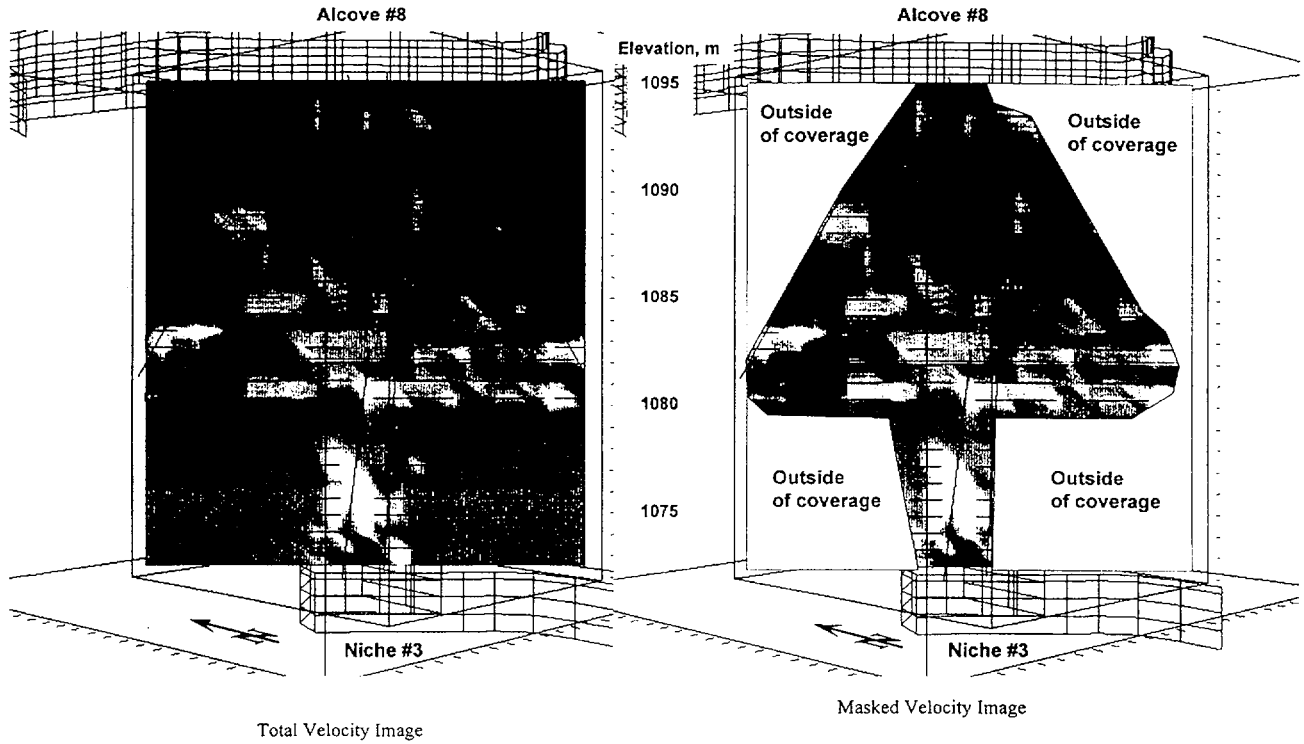 Alcove #8
Alcove #8
Elevation, m
1095
1090
1085
1080
1075
Outside
of coverage
Outside
of coverage
Outside
of coverage
Outside
of coverage
N
Niche #3
N
Niche #3
Total Velocity Image
Masked Velocity Image